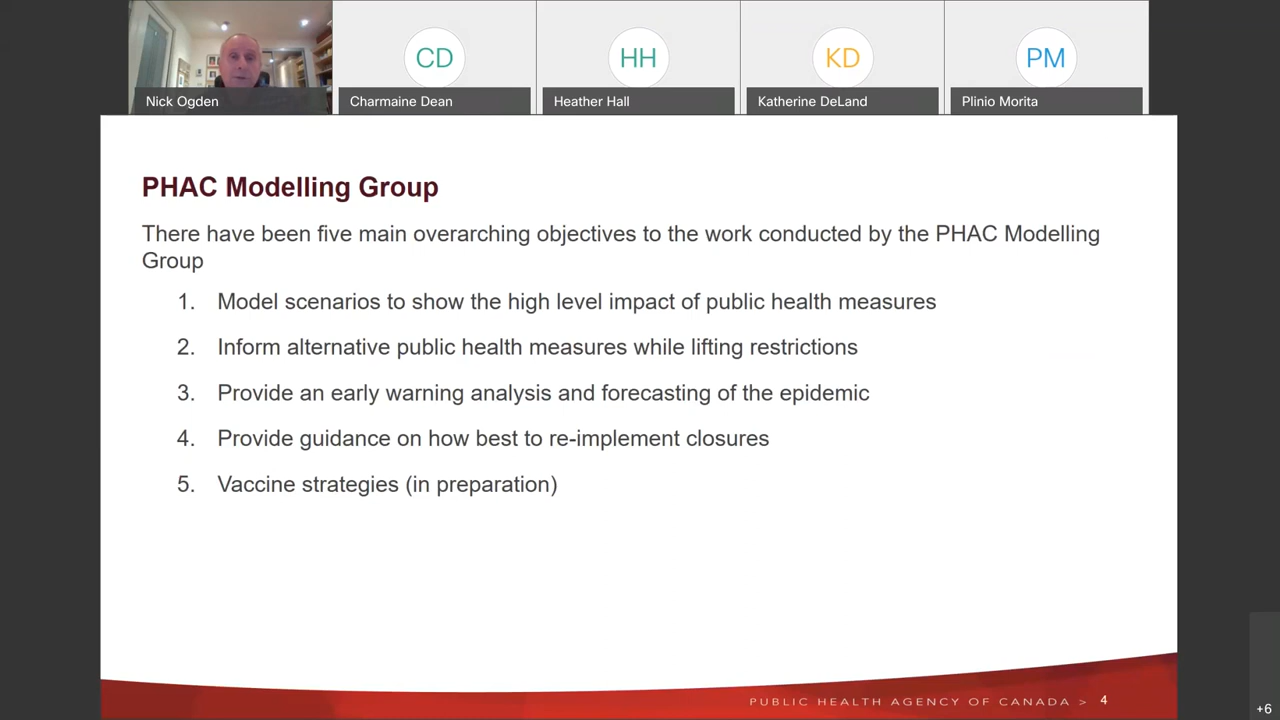 CD
HH
KD
PM
Nick Ogden
Charmaine Dean
Heather Hall
Katherine DeLand
Plinio Morita
PHAC Modelling Group
There have been five main overarching objectives to the work conducted by the PHAC Modelling
Group
1. Model scenarios to show the high level impact of public health measures
2. Inform alternative public health measures while lifting restrictions
3. Provide an early warning analysis and forecasting of the epidemic
4. Provide guidance on how best to re-implement closures
5. Vaccine strategies (in preparation)
PUBLIC HEALTH AGENCY OF CANADA > 4
+6